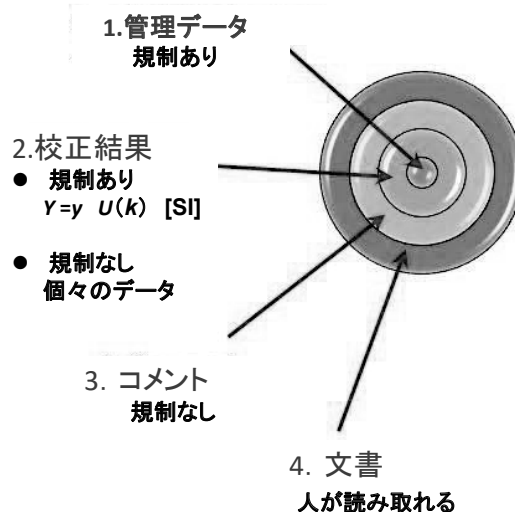 1.管理データ
規制あり
2.校正結果
● 規制あり
Y=y U(k) [SI]
● 規制なし
個々のデータ
3. コメント
規制なし
4. 文書
人が読み取れる